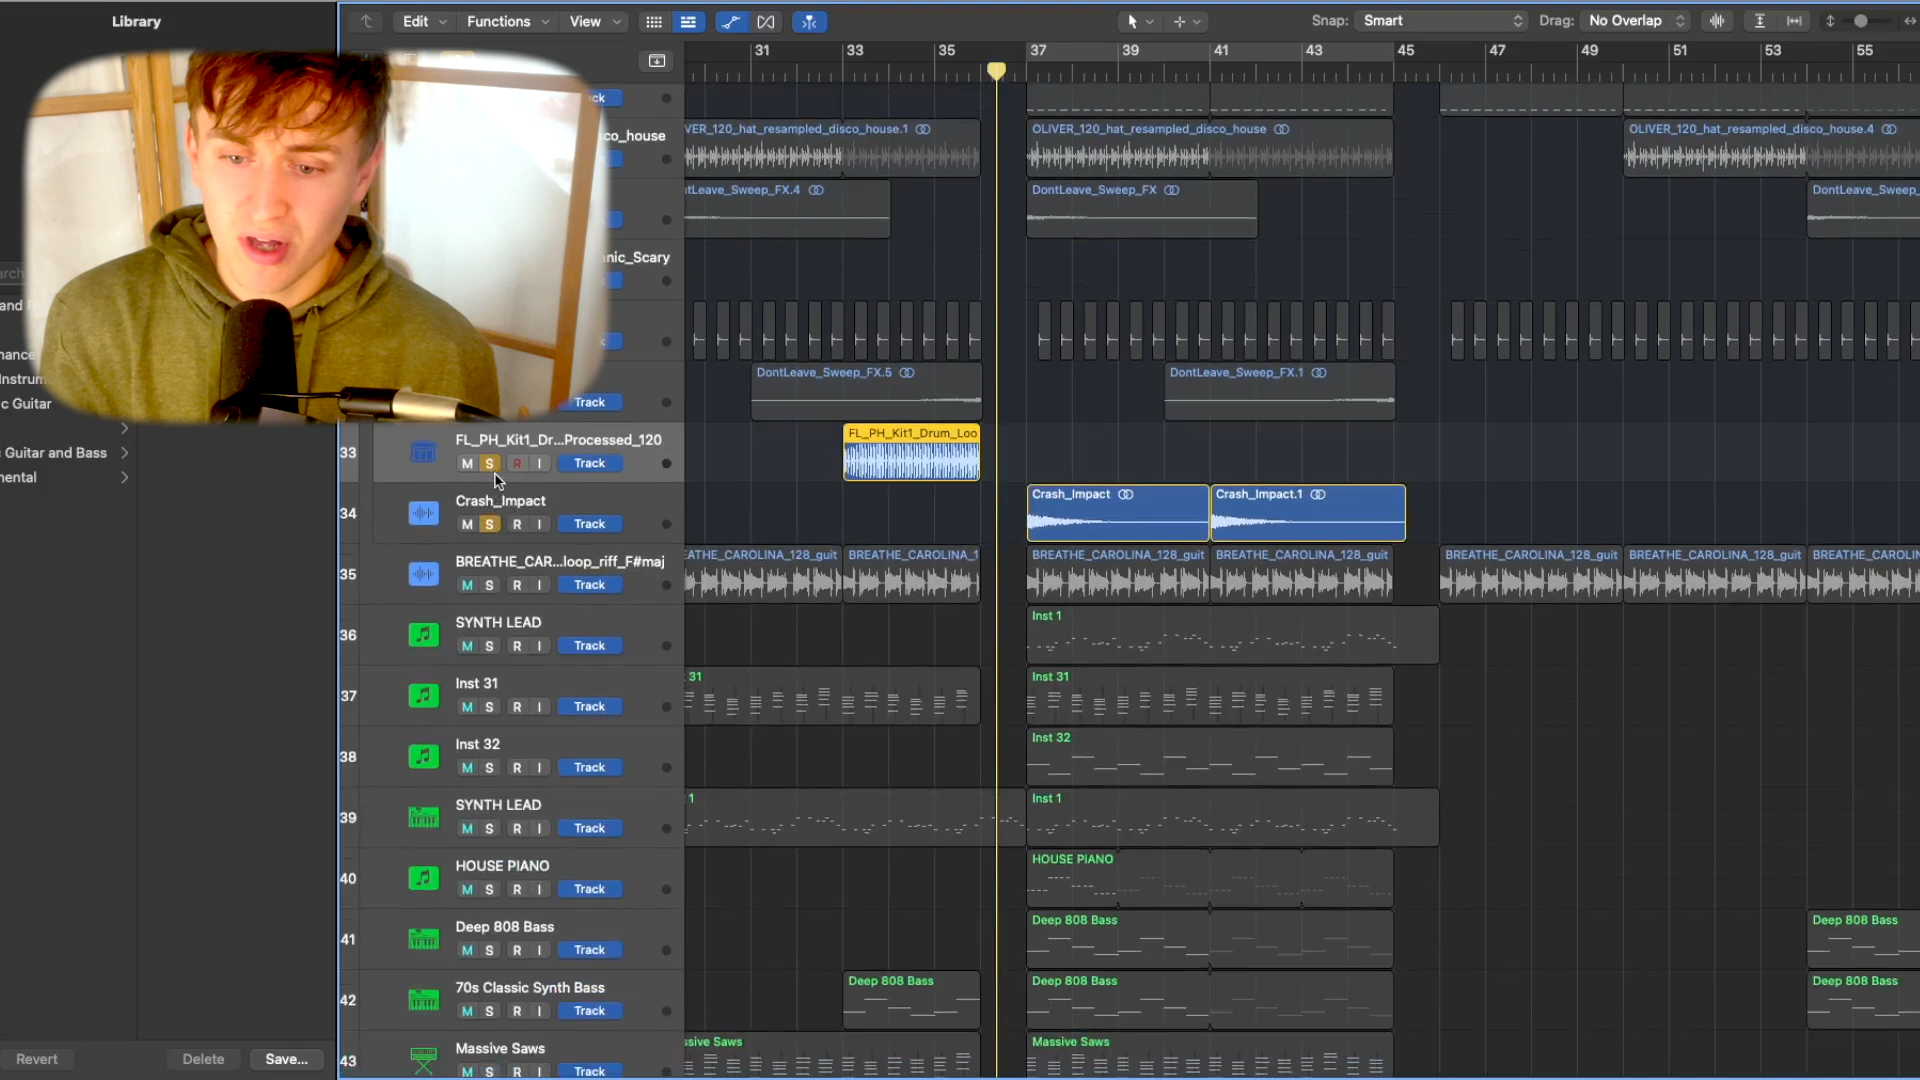 Library
Edit
Functions
View
Snap: Smart
Drag: No Overlap
31 33 35 37 39 41 43 45 47 49 51 53 55
ck
co_house
VER_120_hat_resampled_disco_house.1
OLIVER_120_hat_resampled_disco_house
OLIVER_120_hat_resampled_disco_house.4
ntLeave_Sweep_FX.4
DontLeave_Sweep_FX
DontLeave_Sweep_
anic_Scary
arch
and
nance
Instrum
c Guitar
Guitar and Bass
mental
DontLeave_Sweep_FX.5
DontLeave_Sweep_FX.1
Track
33
FL_PH_Kit1_Dr...Processed_120
M S R I Track
FL_PH_Kit1_Drum_Loo
34
Crash_Impact
M S R I Track
Crash_Impact
Crash_Impact.1
35
BREATHE_CAR...loop_riff_F#maj
M S R I Track
EATHE_CAROLINA_128_guit
BREATHE_CAROLINA_1
BREATHE_CAROLINA_128_guit
BREATHE_CAROLINA_128_guit
BREATHE_CAROLINA_128_guit
BREATHE_CAROLINA_128_guit
BREATHE_CAROLIN
36
SYNTH LEAD
M S R I Track
Inst 1
37
Inst 31
M S R I Track
31
Inst 31
38
Inst 32
M S R I Track
Inst 32
39
SYNTH LEAD
M S R I Track
1
Inst 1
40
HOUSE PIANO
M S R I Track
HOUSE PIANO
41
Deep 808 Bass
M S R I Track
Deep 808 Bass
Deep 808 Bass
42
70s Classic Synth Bass
M S R I Track
Deep 808 Bass
Deep 808 Bass
Deep 808 Bass
43
Massive Saws
M S R I Track
ssive Saws
Massive Saws
Revert
Delete
Save...